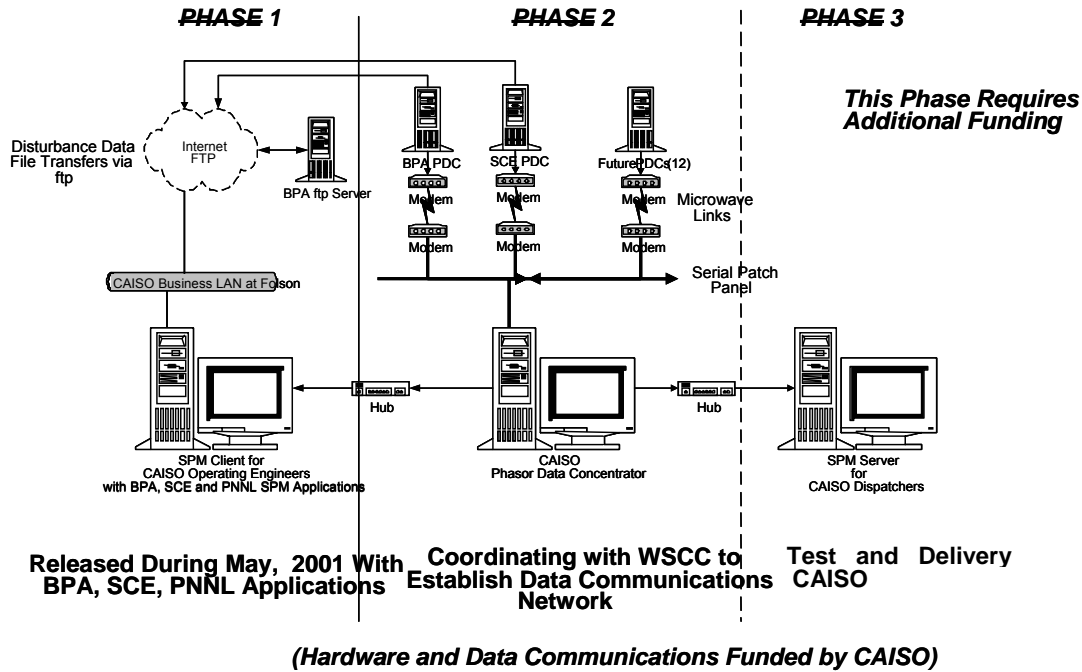 PHASE 1
PHASE 2
PHASE 3
This Phase Requires
Additional Funding
Disturbance Data
File Transfers via
ftp
Internet
FTP
BPA ftp Server
BPA PDC
SCE PDC
FuturePDCs(12)
Modem
Modem
Modem
Microwave
Links
Modem
Modem
Modem
Serial Patch
Panel
CAISO Business LAN at Folson
Hub
Hub
SPM Client for
CAISO Operating Engineers
with BPA, SCE and PNNL SPM Applications
CAISO
Phasor Data Concentrator
SPM Server
for
CAISO Dispatchers
Released During May, 2001 With
BPA, SCE, PNNL Applications
Coordinating with WSCC to
Establish Data Communications
Network
Test and Delivery
CAISO
(Hardware and Data Communications Funded by CAISO)